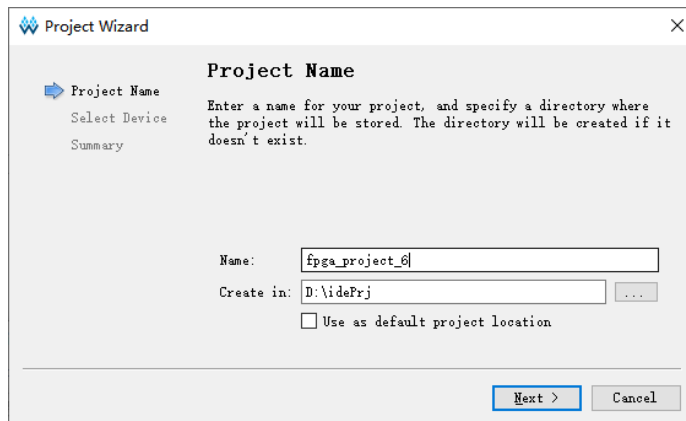 Project Wizard
Project Name
Select Device
Summary
Project Name
Enter a name for your project, and specify a directory where
the project will be stored. The directory will be created if it
doesn't exist.
Name: fpga_project_6
Create in: D:\idePrj ...
Use as default project location
Next > Cancel